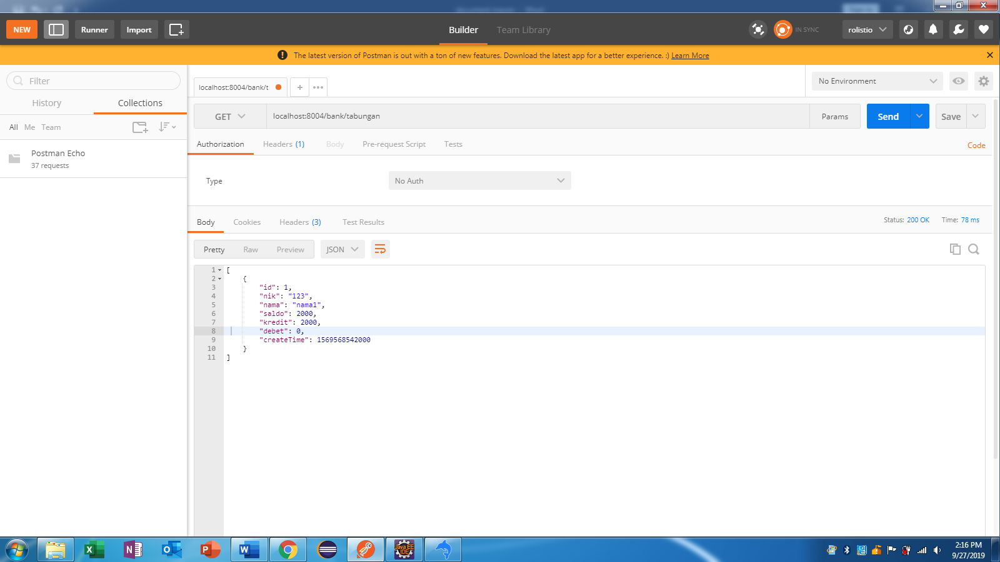 NEW
Runner
Import
Builder
Team Library
IN SYNC
rolistio
The latest version of Postman is out with a ton of new features. Download the latest app for a better experience. :) Learn More
Filter
History
Collections
All Me Team
Postman Echo
37 requests
localhost:8004/bank/t
No Environment
GET
localhost:8004/bank/tabungan
Params
Send
Save
Authorization
Headers (1)
Body
Pre-request Script
Tests
Code
Type
No Auth
Body
Cookies
Headers (3)
Test Results
Status: 200 OK
Time: 78 ms
Pretty
Raw
Preview
JSON
1 [
2 {
3 "id": 1,
4 "nik": "123",
5 "nama": "nama1",
6 "saldo": 2000,
7 "kredit": 2000,
8 "debet": 0,
9 "createTime": 1569568542000
10 }
11 ]
Java EE
IDE
2:16 PM
9/27/2019